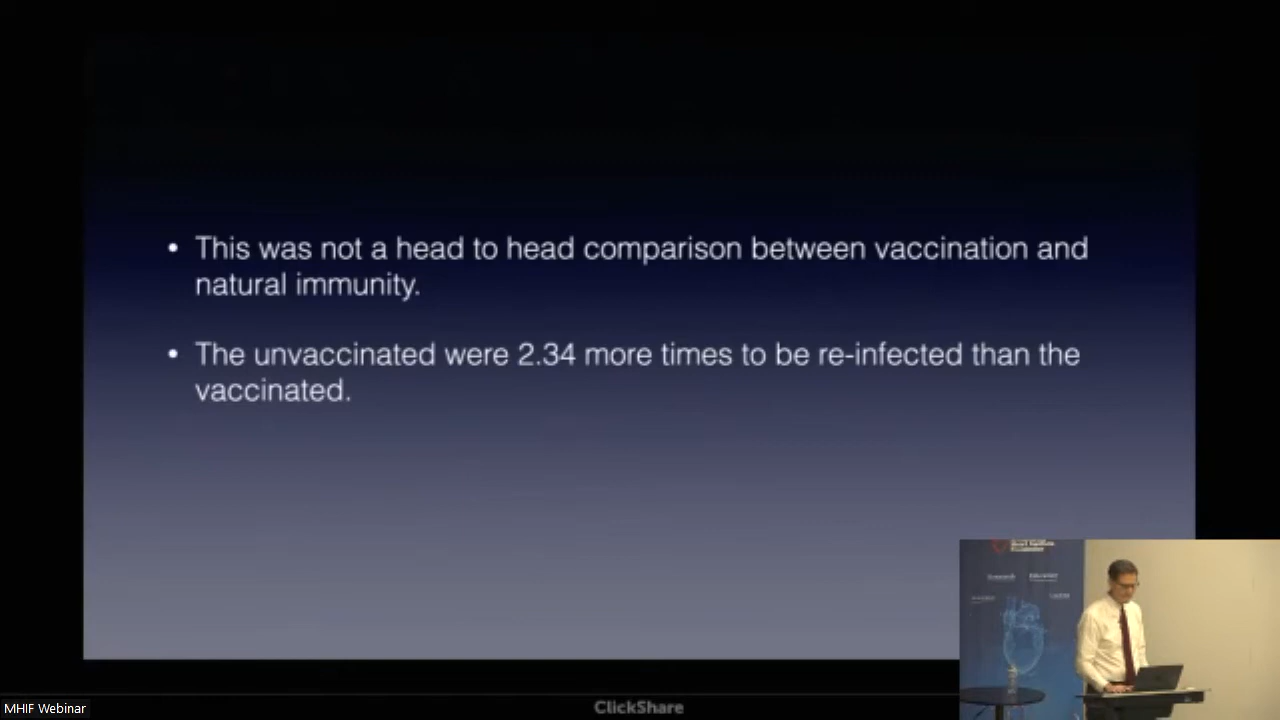 • This was not a head to head comparison between vaccination and
natural immunity.
• The unvaccinated were 2.34 more times to be re-infected than the
vaccinated.
MHIF Webinar
ClickShare